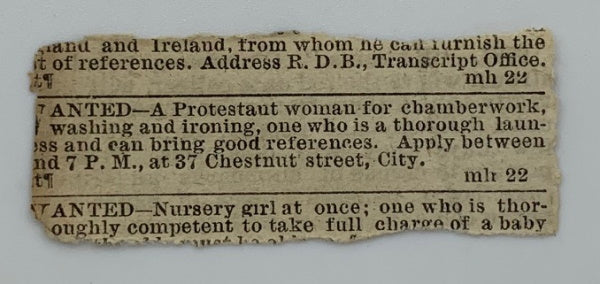 land and Ireland, from whom he can furnish the
t of references. Address R. D. B., Transcript Office.
t¶ mh 22
WANTED—A Protestant woman for chamberwork,
washing and ironing, one who is a thorough laun-
ess and can bring good references. Apply between
nd 7 P. M., at 37 Chestnut street, City.
t¶ mh 22
WANTED—Nursery girl at once; one who is thor-
oughly competent to take full charge of a baby